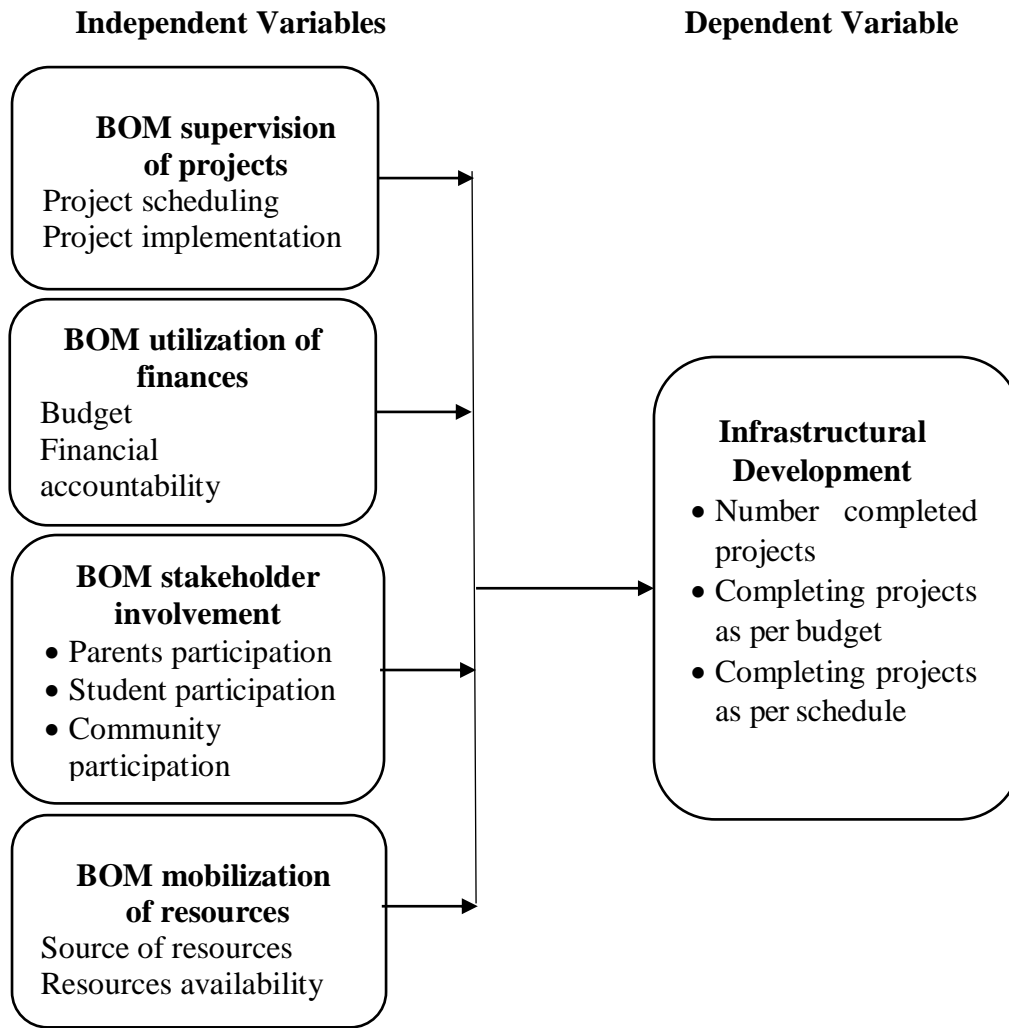 Independent Variables
Dependent Variable
BOM supervision
of projects
Project scheduling
Project implementation
BOM utilization of
finances
Budget
Financial
accountability
BOM stakeholder
involvement
• Parents participation
• Student participation
• Community
participation
BOM mobilization
of resources
Source of resources
Resources availability
Infrastructural
Development
• Number completed
projects
• Completing projects
as per budget
• Completing projects
as per schedule